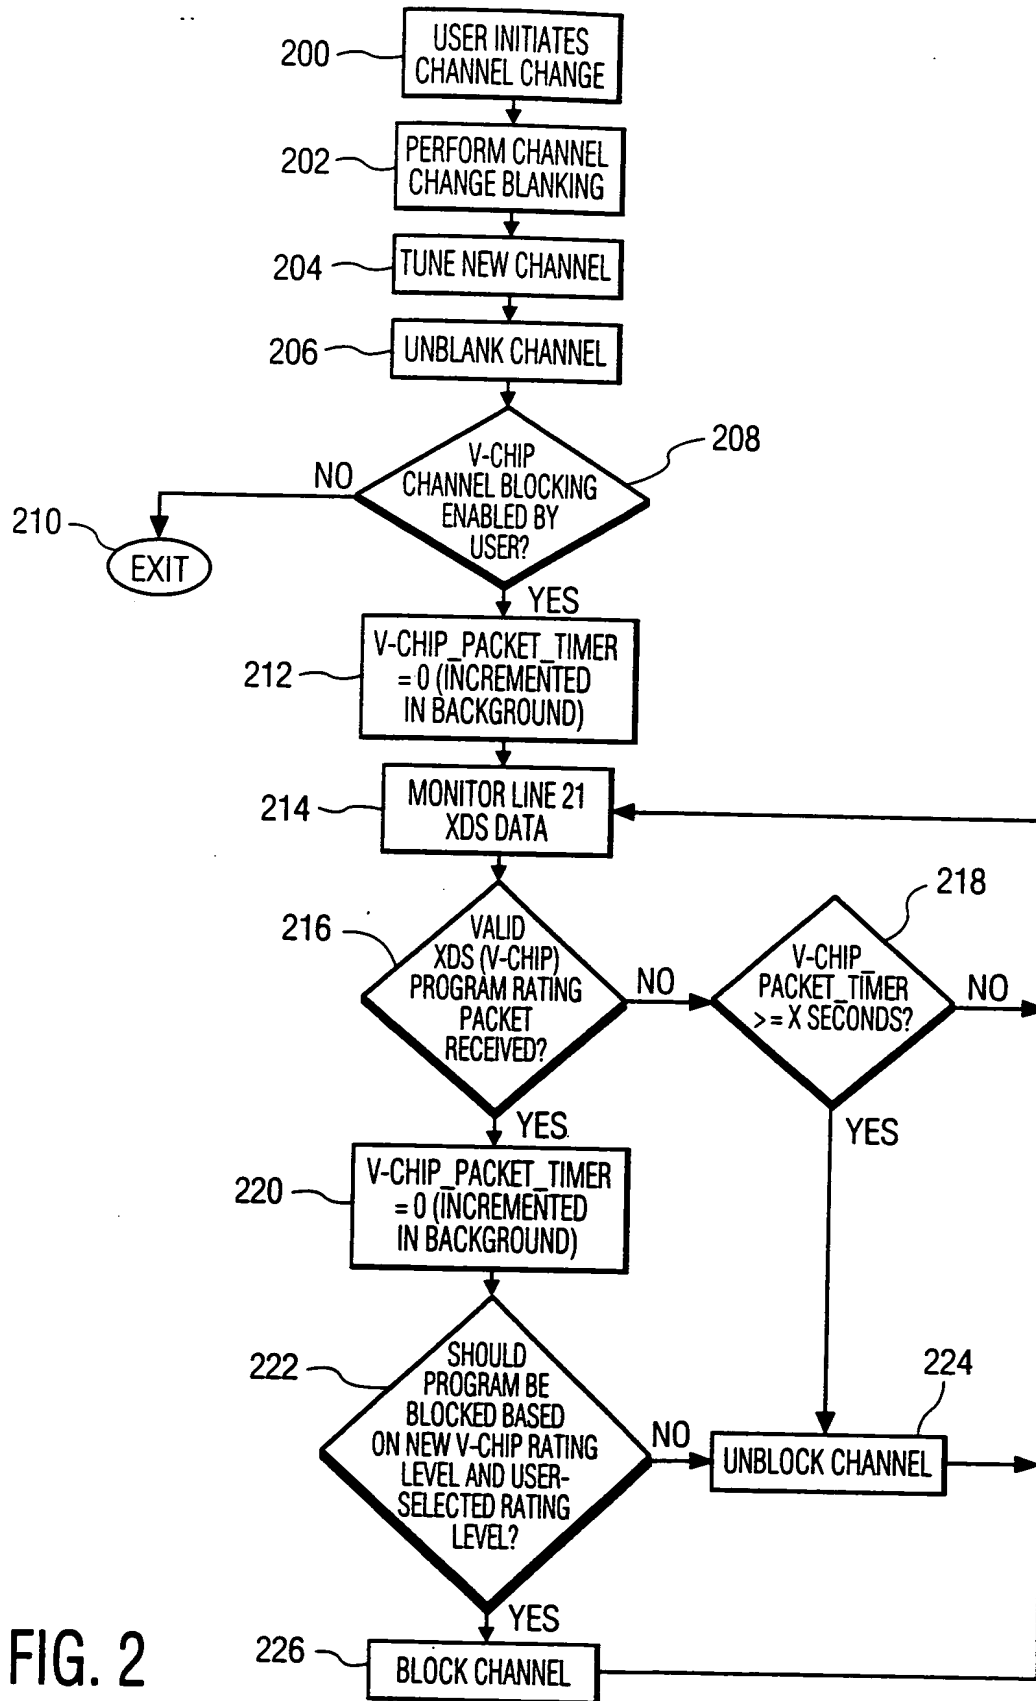 200
USER INITIATES
CHANNEL CHANGE
202
PERFORM CHANNEL
CHANGE BLANKING
204
TUNE NEW CHANNEL
206
UNBLANK CHANNEL
208
V-CHIP
CHANNEL BLOCKING
ENABLED BY
USER?
NO
210
EXIT
YES
212
V-CHIP_PACKET_TIMER
= 0 (INCREMENTED
IN BACKGROUND)
214
MONITOR LINE 21
XDS DATA
216
VALID
XDS (V-CHIP)
PROGRAM RATING
PACKET
RECEIVED?
NO
218
V-CHIP_
PACKET_TIMER
>= X SECONDS?
NO
YES
YES
220
V-CHIP_PACKET_TIMER
= 0 (INCREMENTED
IN BACKGROUND)
222
SHOULD
PROGRAM BE
BLOCKED BASED
ON NEW V-CHIP RATING
LEVEL AND USER-
SELECTED RATING
LEVEL?
NO
224
UNBLOCK CHANNEL
YES
226
BLOCK CHANNEL
FIG. 2